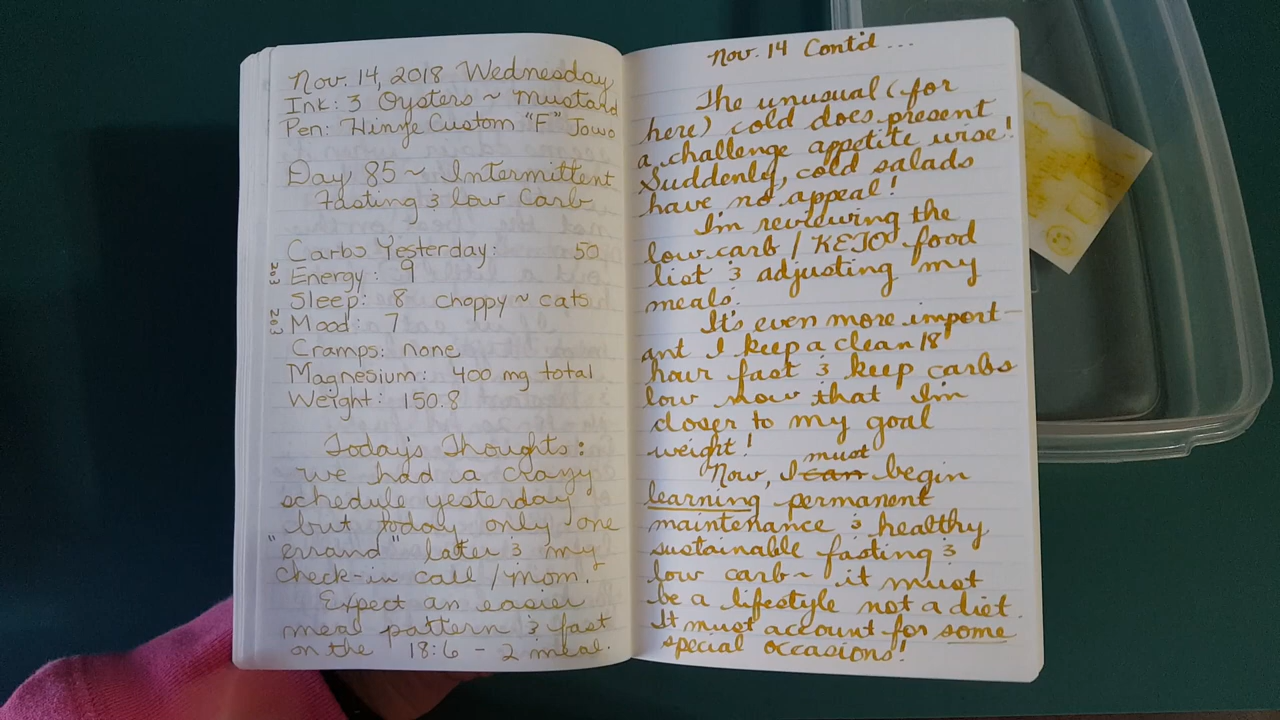 Nov. 14, 2018 Wednesday
Ink: 3 Oysters ~ Mustard
Pen: Hinze Custom "F" Jowo
Day 85 ~ Intermittent
Fasting & low Carb
Carbs Yesterday: 50
Energy: 9
Sleep: 8 choppy ~ cats
Mood: 7
Cramps: none
Magnesium: 400 mg total
Weight: 150.8
Today's Thoughts:
We had a crazy
schedule yesterday
but today only one
"errand" later & my
check-in call / mom.
Expect an easier
meal pattern & fast
on the 18:6 - 2 meal.
Nov. 14 Cont'd ...
The unusual (for
here) cold does present
a challenge appetite wise!
Suddenly, cold salads
have no appeal!
I'm reviewing the
low carb / KETO food
list & adjusting my
meals.
It's even more import-
ant I keep a clean 18
hour fast & keep carbs
low now that I'm
closer to my goal
weight!
must
Now, I can begin
learning permanent
maintenance & healthy
sustainable fasting &
low carb ~ it must
be a lifestyle not a diet.
It must account for some
special occasions!